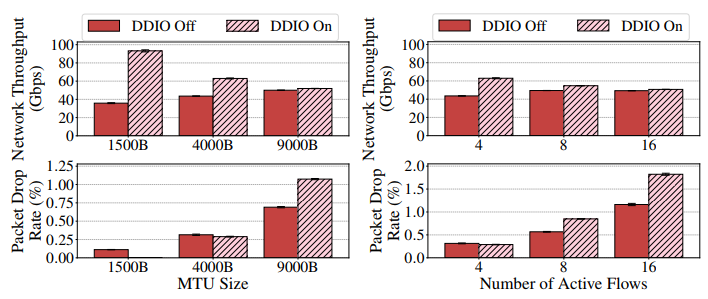 DDIO Off DDIO On
Network Throughput
(Gbps)
100
80
60
40
20
0
1500B 4000B 9000B
Packet Drop
Rate (%)
1.25
1.00
0.75
0.50
0.25
0.00
1500B 4000B 9000B
MTU Size
DDIO Off DDIO On
Network Throughput
(Gbps)
100
80
60
40
20
0
4 8 16
Packet Drop
Rate (%)
2.0
1.5
1.0
0.5
0.0
4 8 16
Number of Active Flows